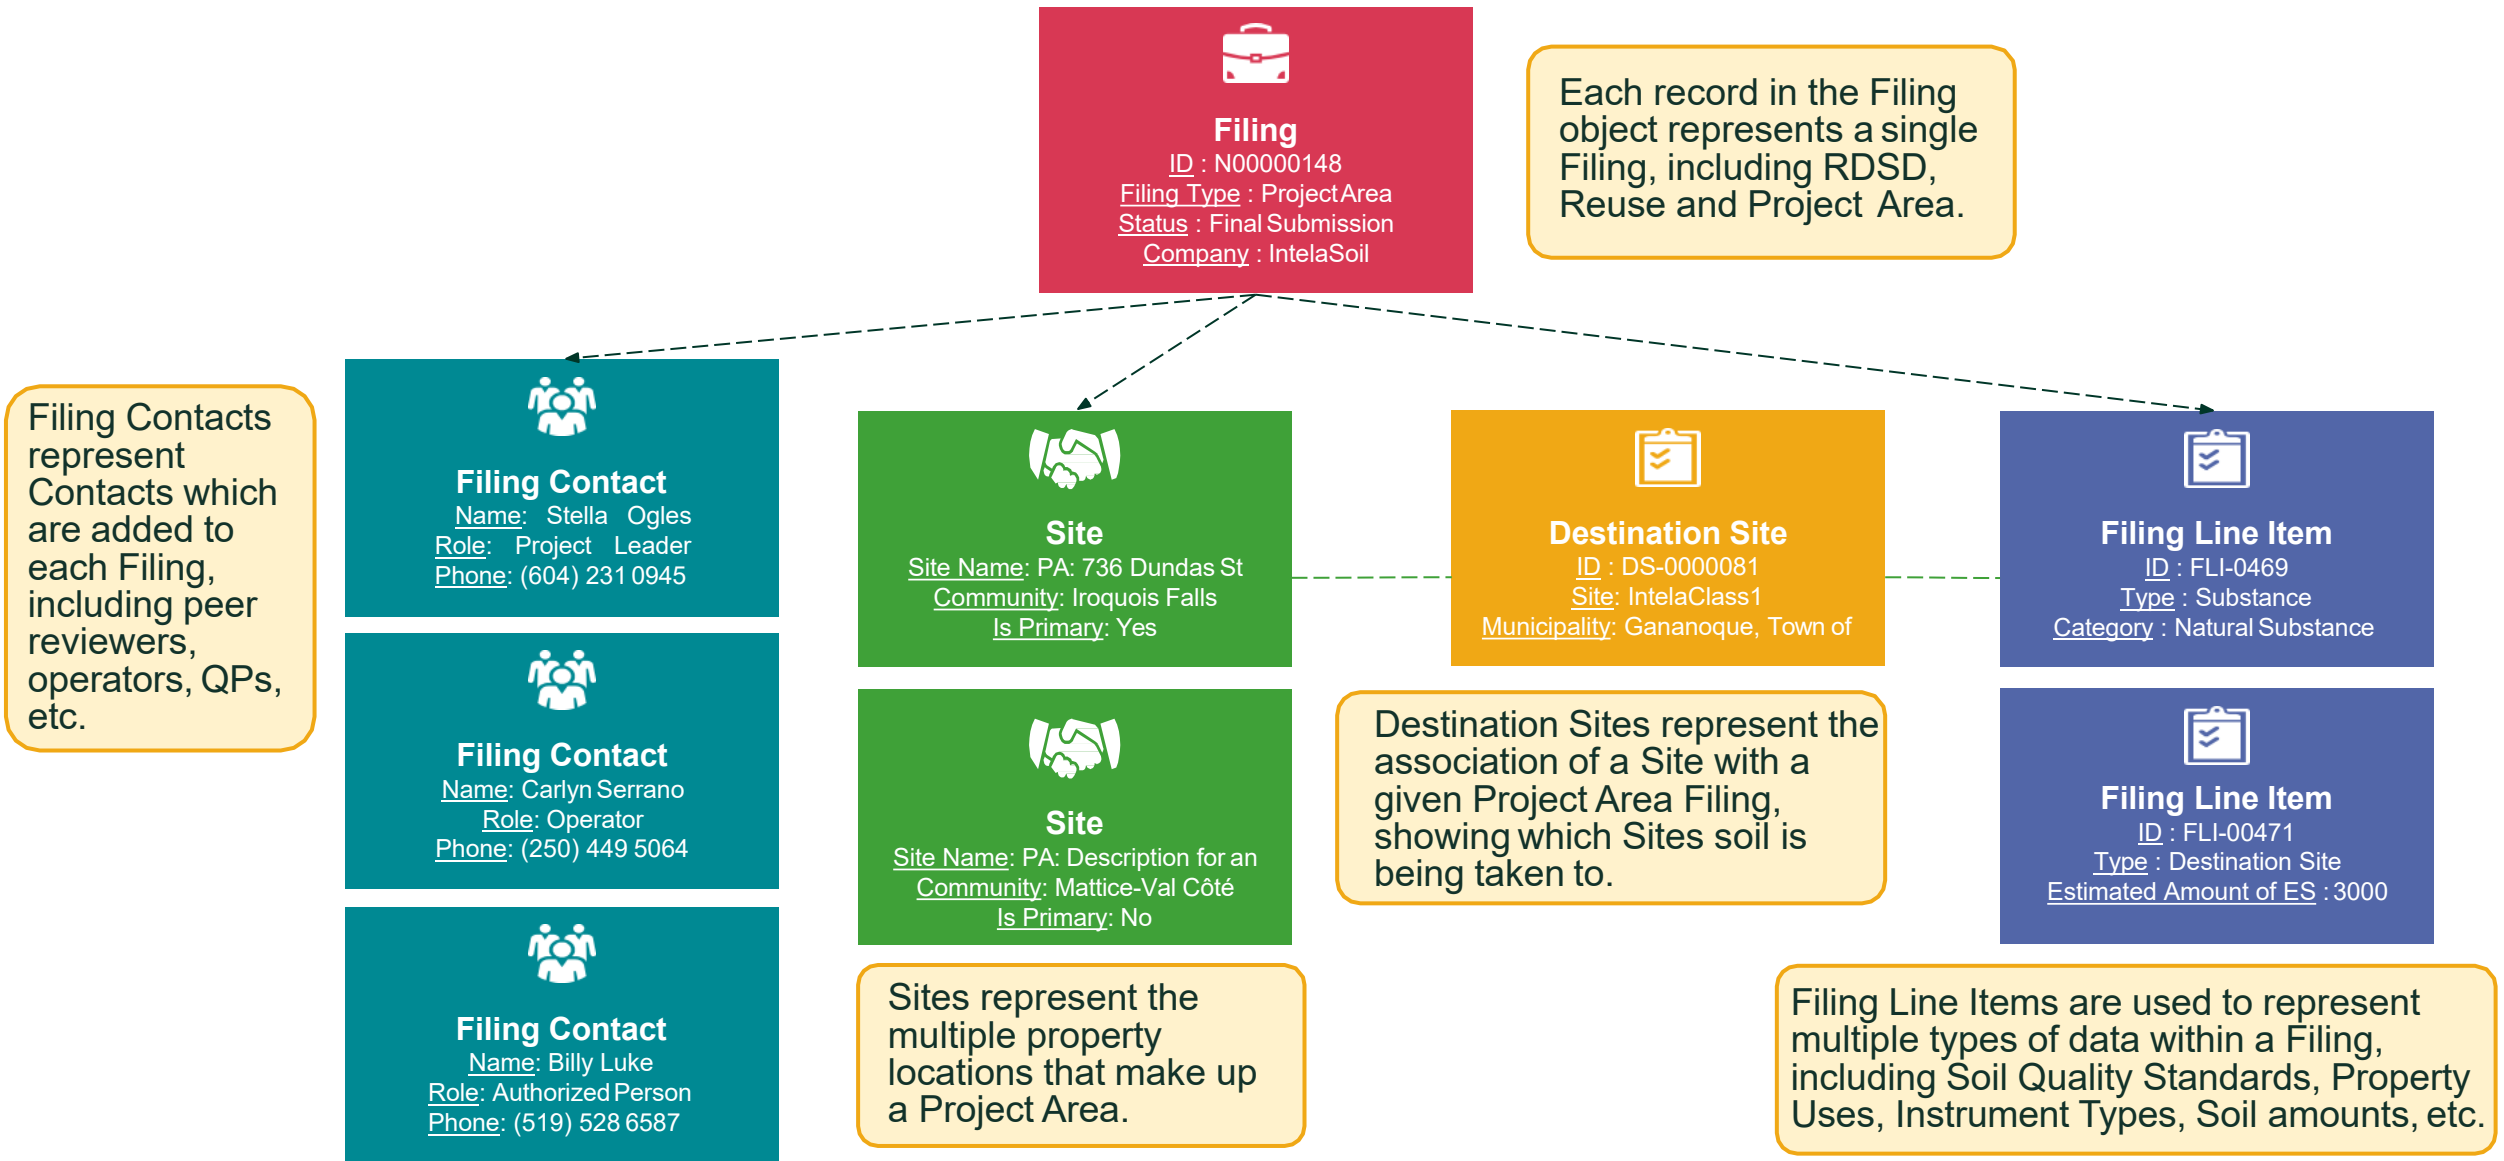 Filing
ID : N00000148
Filing Type : Project Area
Status : Final Submission
Company : IntelaSoil
Each record in the Filing
object represents a single
Filing, including RDSD,
Reuse and Project Area.
Filing Contacts
represent
Contacts which
are added to
each Filing,
including peer
reviewers,
operators, QPs,
etc.
Filing Contact
Name: Stella Ogles
Role: Project Leader
Phone: (604) 231 0945
Filing Contact
Name: Carlyn Serrano
Role: Operator
Phone: (250) 449 5064
Filing Contact
Name: Billy Luke
Role: Authorized Person
Phone: (519) 528 6587
Site
Site Name: PA: 736 Dundas St
Community: Iroquois Falls
Is Primary: Yes
Site
Site Name: PA: Description for an
Community: Mattice-Val Côté
Is Primary: No
Sites represent the
multiple property
locations that make up
a Project Area.
Destination Site
ID : DS-0000081
Site: IntelaClass1
Municipality: Gananoque, Town of
Destination Sites represent the
association of a Site with a
given Project Area Filing,
showing which Sites soil is
being taken to.
Filing Line Item
ID : FLI-0469
Type : Substance
Category : Natural Substance
Filing Line Item
ID : FLI-00471
Type : Destination Site
Estimated Amount of ES : 3000
Filing Line Items are used to represent
multiple types of data within a Filing,
including Soil Quality Standards, Property
Uses, Instrument Types, Soil amounts, etc.